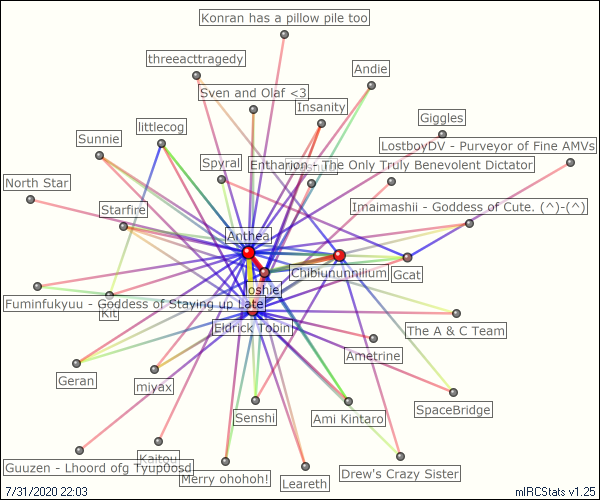 Konran has a pillow pile too
threeacttragedy
Andie
Sven and Olaf <3
Insanity
Giggles
littlecog
Sunnie
LostboyDV - Purveyor of Fine AMVs
Spyral
Entharion - The Only Truly Benevolent Dictator
North Star
Starfire
Imaimashii - Goddess of Cute. (^)-(^)
Anthea
Chibiununnilium
Gcat
Joshie
Fuminfukyuu - Goddess of Staying up Late
Kit
Eldrick Tobin
The A & C Team
Ametrine
Geran
miyax
SpaceBridge
Senshi
Ami Kintaro
Guuzen - Lhoord ofg Tyup0osd
Kaitou
Merry ohohoh!
Leareth
Drew's Crazy Sister
7/31/2020 22:03
mIRCStats v1.25